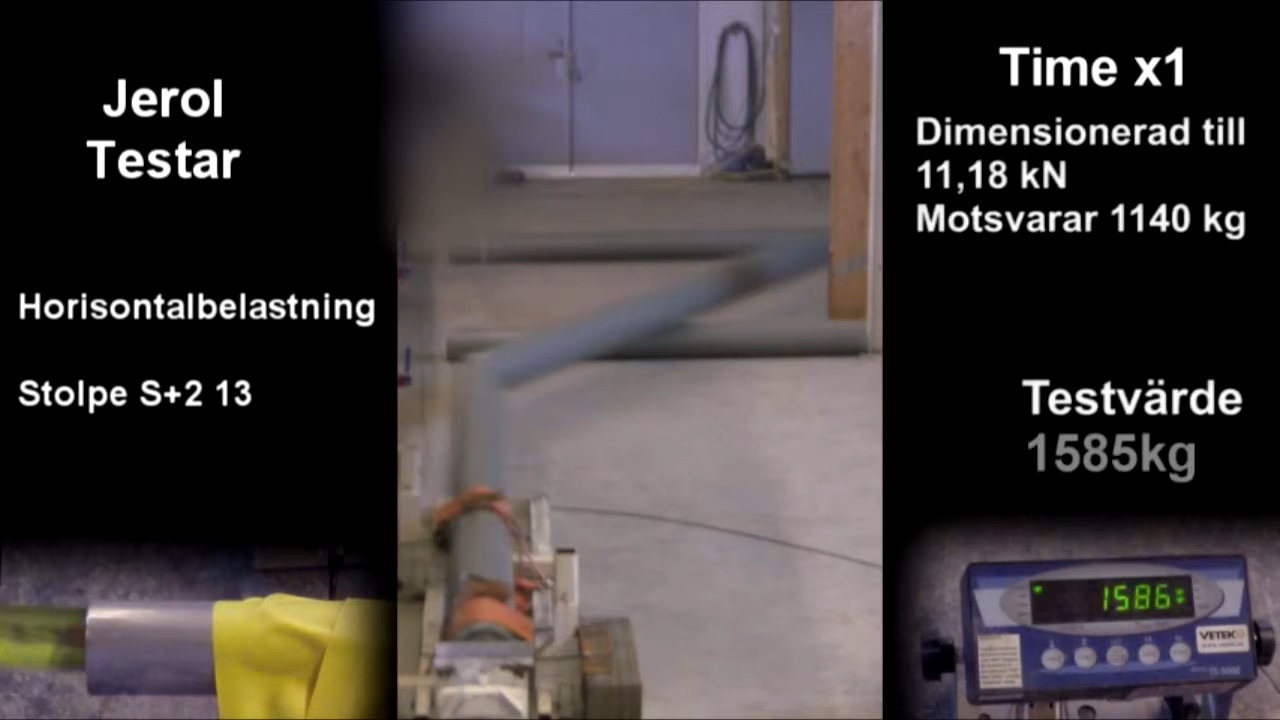 Jerol
Testar
Horisontalbelastning
Stolpe S+2 13
Time x1
Dimensionerad till
11,18 kN
Motsvarar 1140 kg
Testvärde
1585kg
1586
VETEK